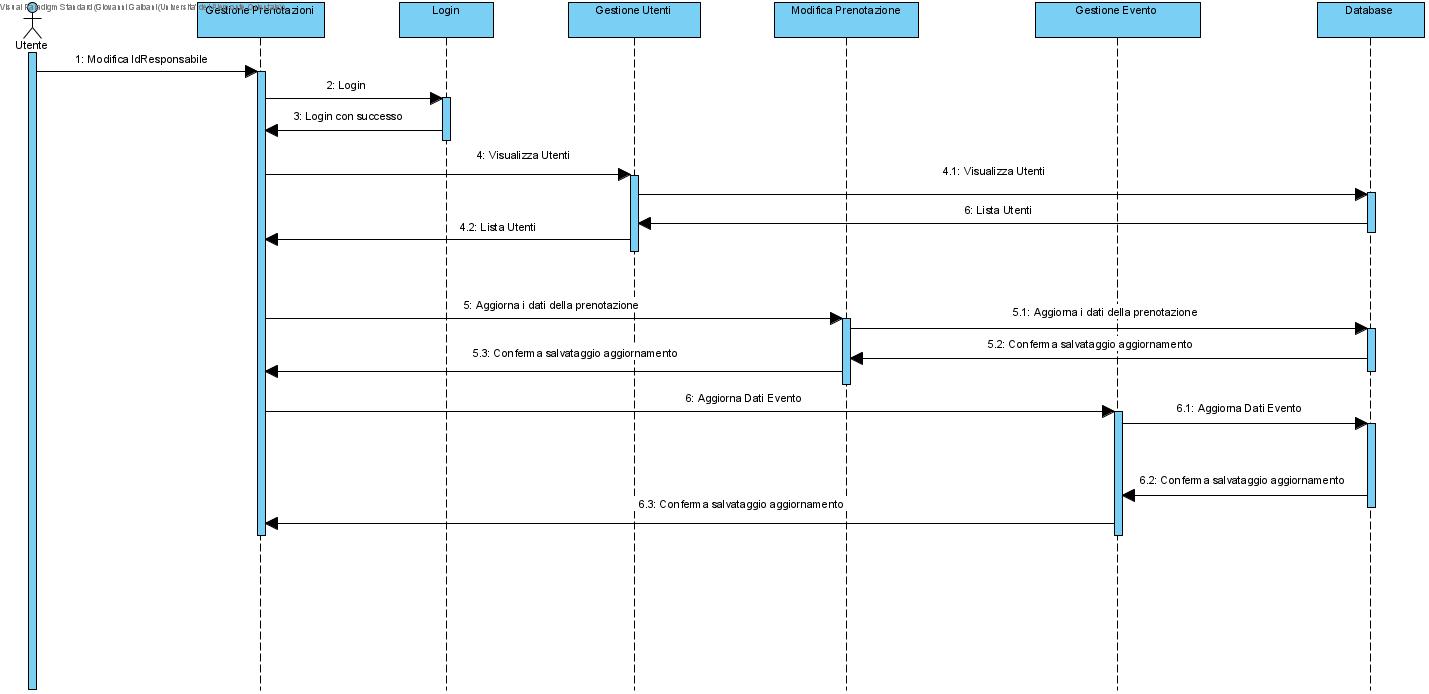 Visual Paradigm Standard (Giovanni Galbani (Universita'
Gestione Prenotazioni
Login
Gestione Utenti
Modifica Prenotazione
Gestione Evento
Database
Utente
1: Modifica IdResponsabile
2: Login
3: Login con successo
4: Visualizza Utenti
4.1: Visualizza Utenti
6: Lista Utenti
4.2: Lista Utenti
5: Aggiorna i dati della prenotazione
5.1: Aggiorna i dati della prenotazione
5.2: Conferma salvataggio aggiornamento
5.3: Conferma salvataggio aggiornamento
6: Aggiorna Dati Evento
6.1: Aggiorna Dati Evento
6.2: Conferma salvataggio aggiornamento
6.3: Conferma salvataggio aggiornamento